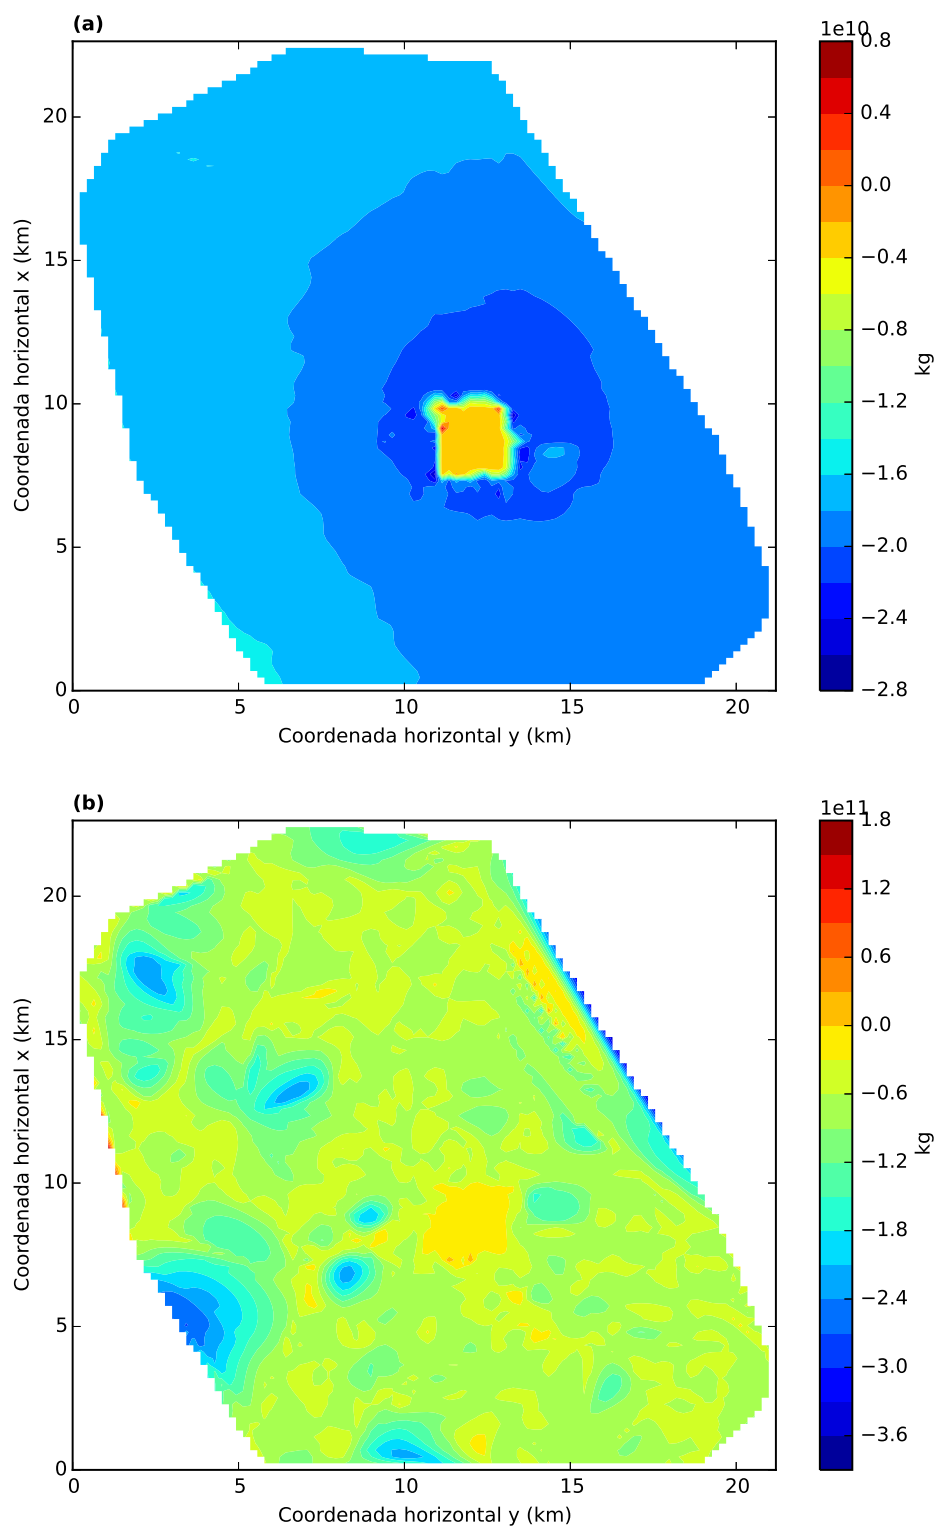 (a)
1e10
0.8
0.4
0.0
−0.4
−0.8
−1.2
−1.6
−2.0
−2.4
−2.8
kg
20
15
10
5
0
Coordenada horizontal x (km)
0 5 10 15 20
Coordenada horizontal y (km)
(b)
1e11
1.8
1.2
0.6
0.0
−0.6
−1.2
−1.8
−2.4
−3.0
−3.6
kg
20
15
10
5
0
Coordenada horizontal x (km)
0 5 10 15 20
Coordenada horizontal y (km)